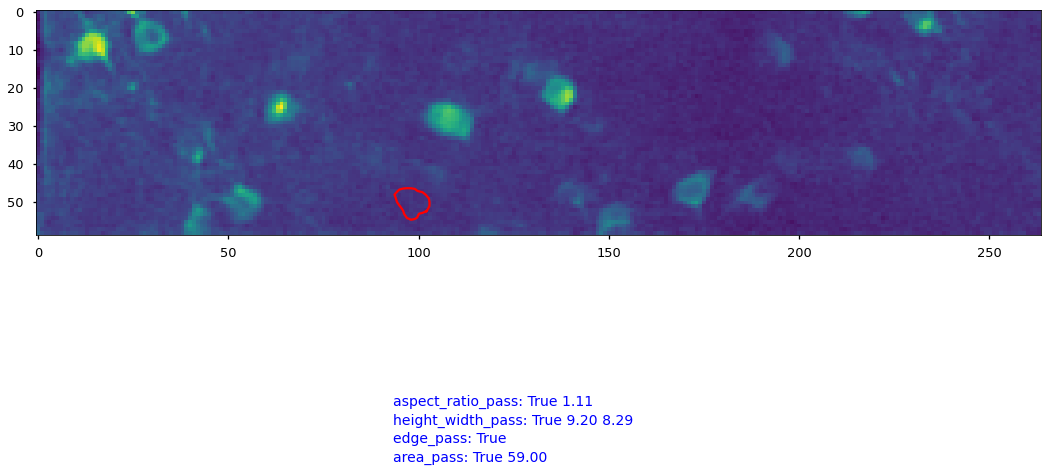 0
10
20
30
40
50
0 50 100 150 200 250
aspect_ratio_pass: True 1.11
height_width_pass: True 9.20 8.29
edge_pass: True
area_pass: True 59.00